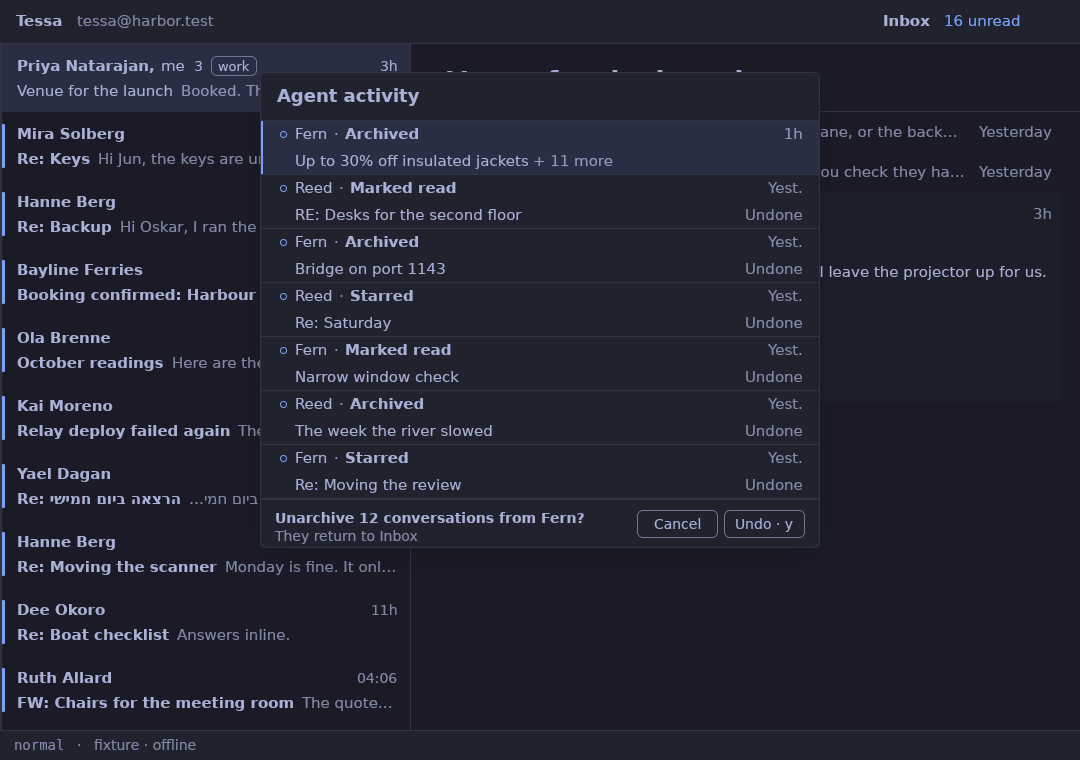 Tessa tessa@harbor.test Inbox 16 unread
Priya Natarajan, me 3 work 3h
Venue for the launch Booked.
Mira Solberg
Re: Keys Hi Jun, the keys are
Hanne Berg
Re: Backup Hi Oskar, I ran the
Bayline Ferries
Booking confirmed: Harbour
Ola Brenne
October readings Here are the
Kai Moreno
Relay deploy failed again
Yael Dagan
Re: הרצאה ביום חמישי ביום חמי…
Hanne Berg
Re: Moving the scanner Monday is fine. It onl…
Dee Okoro 11h
Re: Boat checklist Answers inline.
Ruth Allard 04:06
FW: Chairs for the meeting room The quote…
Agent activity
Fern · Archived 1h
Up to 30% off insulated jackets + 11 more
Reed · Marked read Yest.
RE: Desks for the second floor Undone
Fern · Archived Yest.
Bridge on port 1143 Undone
Reed · Starred Yest.
Re: Saturday Undone
Fern · Marked read Yest.
Narrow window check Undone
Reed · Archived Yest.
The week the river slowed Undone
Fern · Starred Yest.
Re: Moving the review Undone
Unarchive 12 conversations from Fern?
They return to Inbox
Cancel Undo · y
or the back… Yesterday
check they ha… Yesterday
3h
leave the projector up for us.
normal · fixture · offline